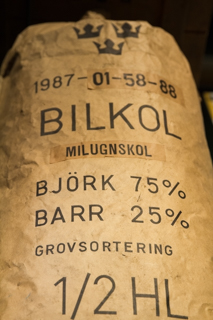 1987-01-58-88
BILKOL
MILUGNSKOL
BJÖRK 75%
BARR 25%
GROVSORTERING
1/2 HL